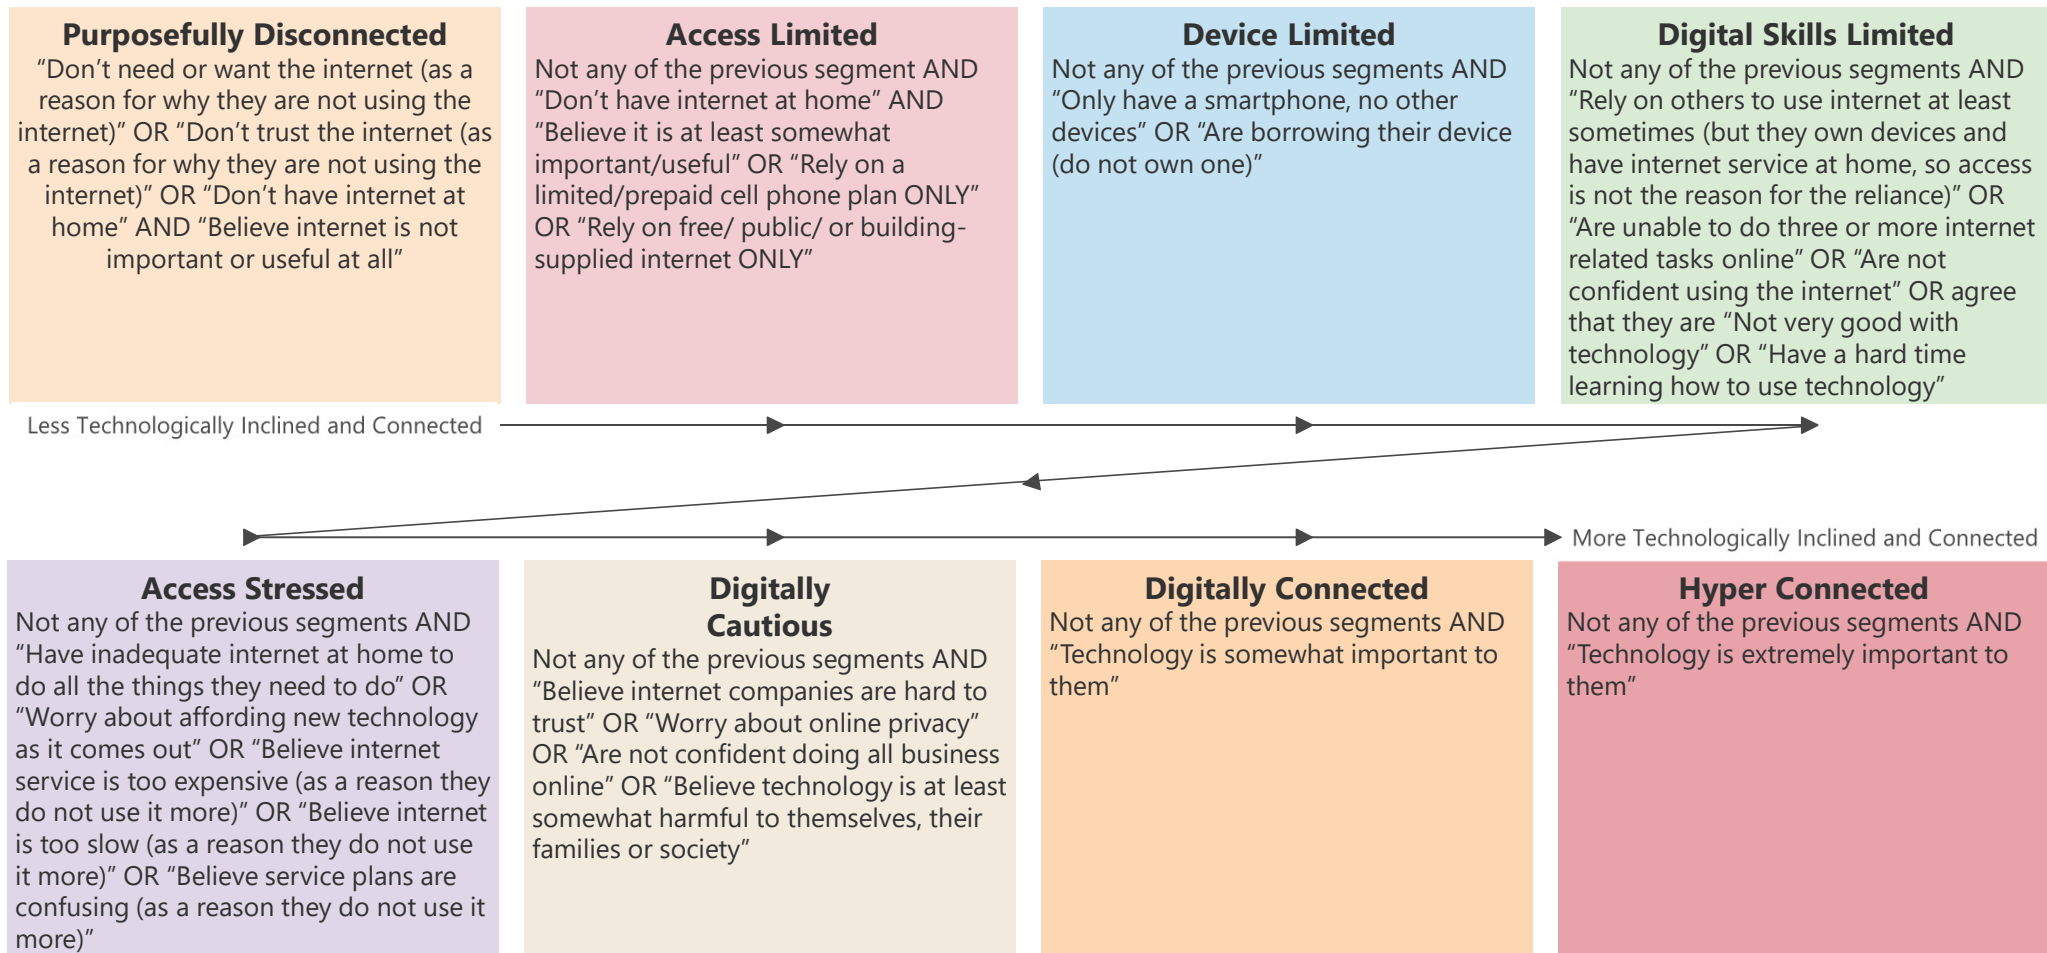 Purposefully Disconnected
“Don’t need or want the internet (as a
reason for why they are not using the
internet)” OR “Don’t trust the internet (as
a reason for why they are not using the
internet)” OR “Don’t have internet at
home” AND “Believe internet is not
important or useful at all”
Access Limited
Not any of the previous segment AND
“Don’t have internet at home” AND
“Believe it is at least somewhat
important/useful” OR “Rely on a
limited/prepaid cell phone plan ONLY”
OR “Rely on free/ public/ or building-
supplied internet ONLY”
Device Limited
Not any of the previous segments AND
“Only have a smartphone, no other
devices” OR “Are borrowing their device
(do not own one)”
Digital Skills Limited
Not any of the previous segments AND
“Rely on others to use internet at least
sometimes (but they own devices and
have internet service at home, so access
is not the reason for the reliance)” OR
“Are unable to do three or more internet
related tasks online” OR “Are not
confident using the internet” OR agree
that they are “Not very good with
technology” OR “Have a hard time
learning how to use technology”
Less Technologically Inclined and Connected
More Technologically Inclined and Connected
Access Stressed
Not any of the previous segments AND
“Have inadequate internet at home to
do all the things they need to do” OR
“Worry about affording new technology
as it comes out” OR “Believe internet
service is too expensive (as a reason they
do not use it more)” OR “Believe internet
is too slow (as a reason they do not use
it more)” OR “Believe service plans are
confusing (as a reason they do not use it
more)”
Digitally
Cautious
Not any of the previous segments AND
“Believe internet companies are hard to
trust” OR “Worry about online privacy”
OR “Are not confident doing all business
online” OR “Believe technology is at least
somewhat harmful to themselves, their
families or society”
Digitally Connected
Not any of the previous segments AND
“Technology is somewhat important to
them”
Hyper Connected
Not any of the previous segments AND
“Technology is extremely important to
them”